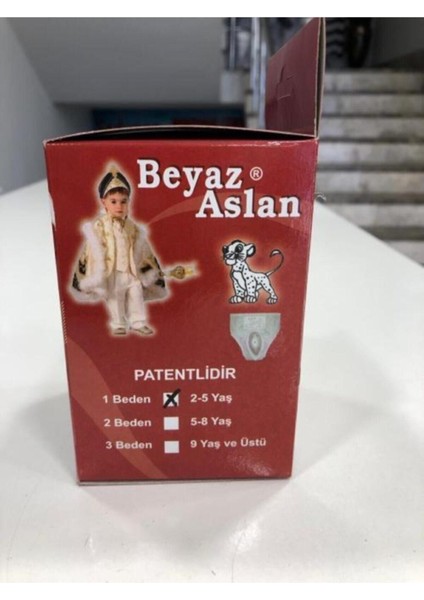 Beyaz ®
Aslan
PATENTLİDİR
1 Beden 2-5 Yaş
2 Beden 5-8 Yaş
3 Beden 9 Yaş ve Üstü